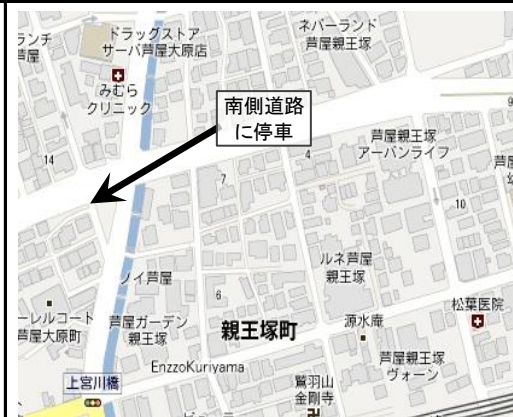 ランチ
芦屋
ドラッグストア
サーバ芦屋大原店
ネバーランド
芦屋親王塚
みむら
クリニック
南側道路
に停車
9
14
4
芦屋親王塚
アーバンライフ
芦屋
7
10
ルネ芦屋
親王塚
ノイ芦屋
6
ーレルコート
芦屋大原町
芦屋ガーデン
親王塚
親王塚町
源水庵
松葉医院
EnzzoKuriyama
芦屋親王塚
ヴォーン
上宮川橋
鷲羽山
金剛寺